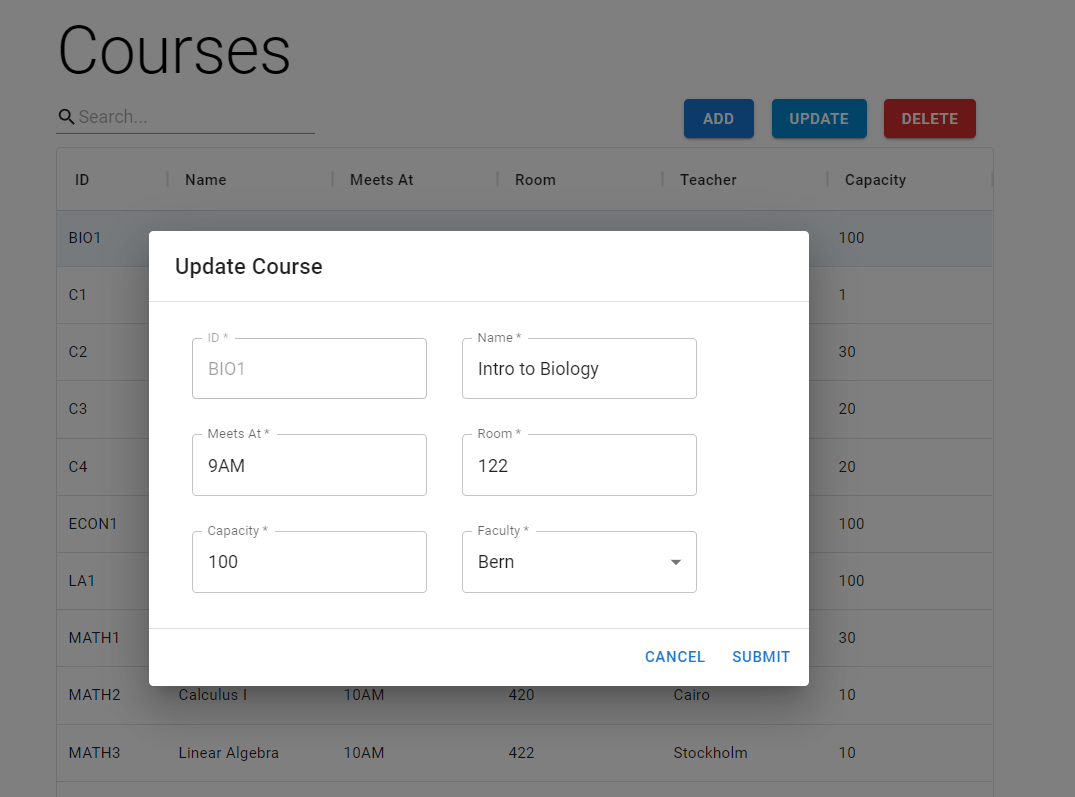 Courses
Search...
ADD UPDATE DELETE
ID Name Meets At Room Teacher Capacity
BIO1 100
Update Course
C1 1
ID * Name *
C2 BIO1 Intro to Biology 30
C3 20
Meets At * Room *
C4 9AM 122 20
ECON1 100
Capacity * Faculty *
100 Bern
LA1 100
MATH1 30
CANCEL SUBMIT
MATH2 Calculus I 10AM 420 Cairo 10
MATH3 Linear Algebra 10AM 422 Stockholm 10